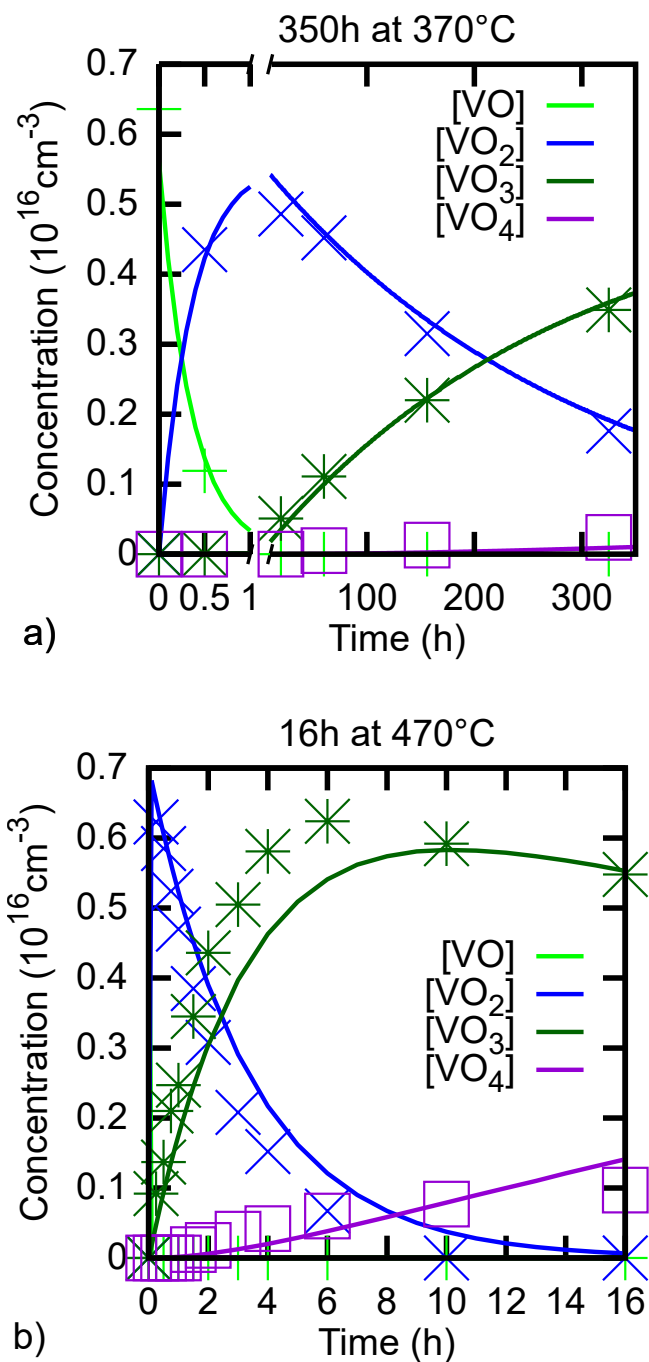 350h at 370°C
0.7
0.6
0.5
0.4
0.3
0.2
0.1
0
Concentration (10^16cm^-3)
[VO]
[VO₂]
[VO₃]
[VO₄]
0 0.5 1 100 200 300
Time (h)
a)
16h at 470°C
0.7
0.6
0.5
0.4
0.3
0.2
0.1
0
Concentration (10^16cm^-3)
[VO]
[VO₂]
[VO₃]
[VO₄]
0 2 4 6 8 10 12 14 16
Time (h)
b)